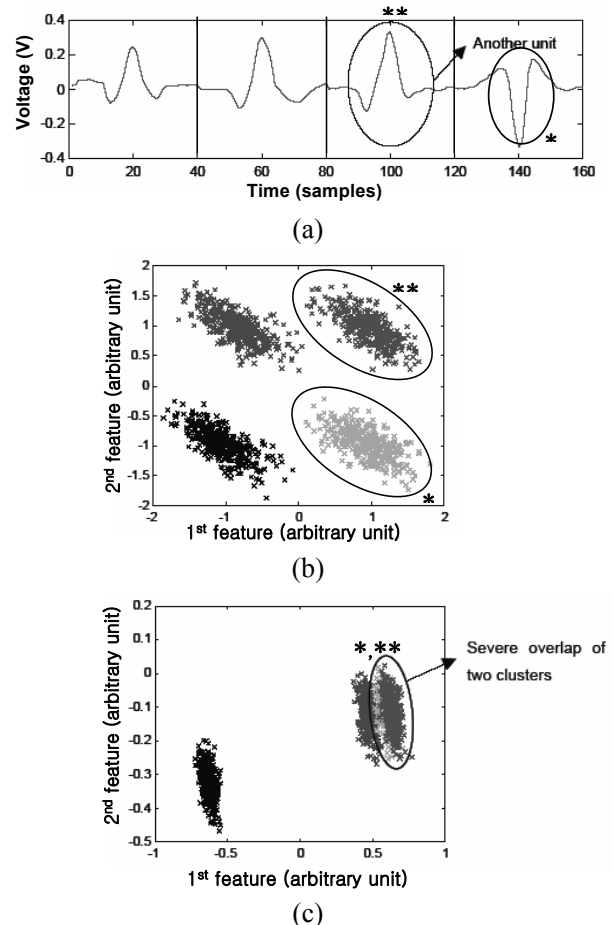 **
0.4
0.2
0
-0.2
-0.4
Voltage (V)
Another unit
*
0 20 40 60 80 100 120 140 160
Time (samples)
(a)
2
1.5
1
0.5
0
-0.5
-1
-1.5
-2
2nd feature (arbitrary unit)
**
*
-2 -1 0 1 2
1st feature (arbitrary unit)
(b)
0.2
0.1
0
-0.1
-0.2
-0.3
-0.4
-0.5
2nd feature (arbitrary unit)
*,**
Severe overlap of
two clusters
-1 -0.5 0 0.5 1
1st feature (arbitrary unit)
(c)